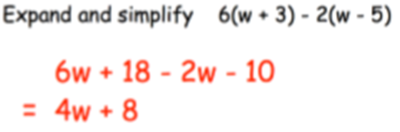 Expand and simplify 6(w + 3) - 2(w - 5)
6w + 18 - 2w - 10
= 4w + 8